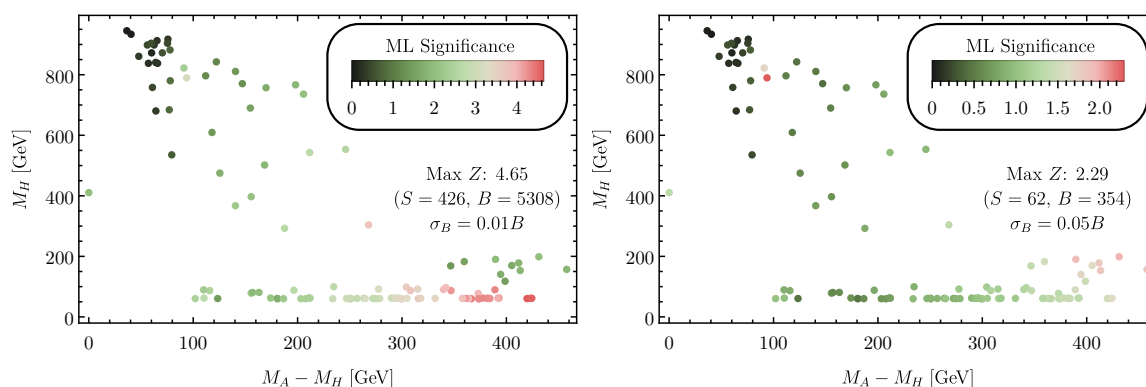 ML Significance
0 1 2 3 4
Max Z: 4.65
(S = 426, B = 5308)
σ_B = 0.01B
800
600
400
200
0
M_H [GeV]
0 100 200 300 400
M_A − M_H [GeV]
ML Significance
0 0.5 1.0 1.5 2.0
Max Z: 2.29
(S = 62, B = 354)
σ_B = 0.05B
800
600
400
200
0
M_H [GeV]
0 100 200 300 400
M_A − M_H [GeV]